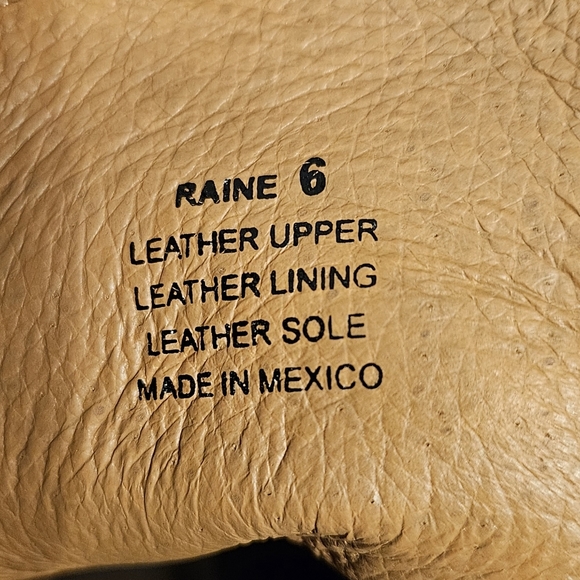 RAINE 6
LEATHER UPPER
LEATHER LINING
LEATHER SOLE
MADE IN MEXICO